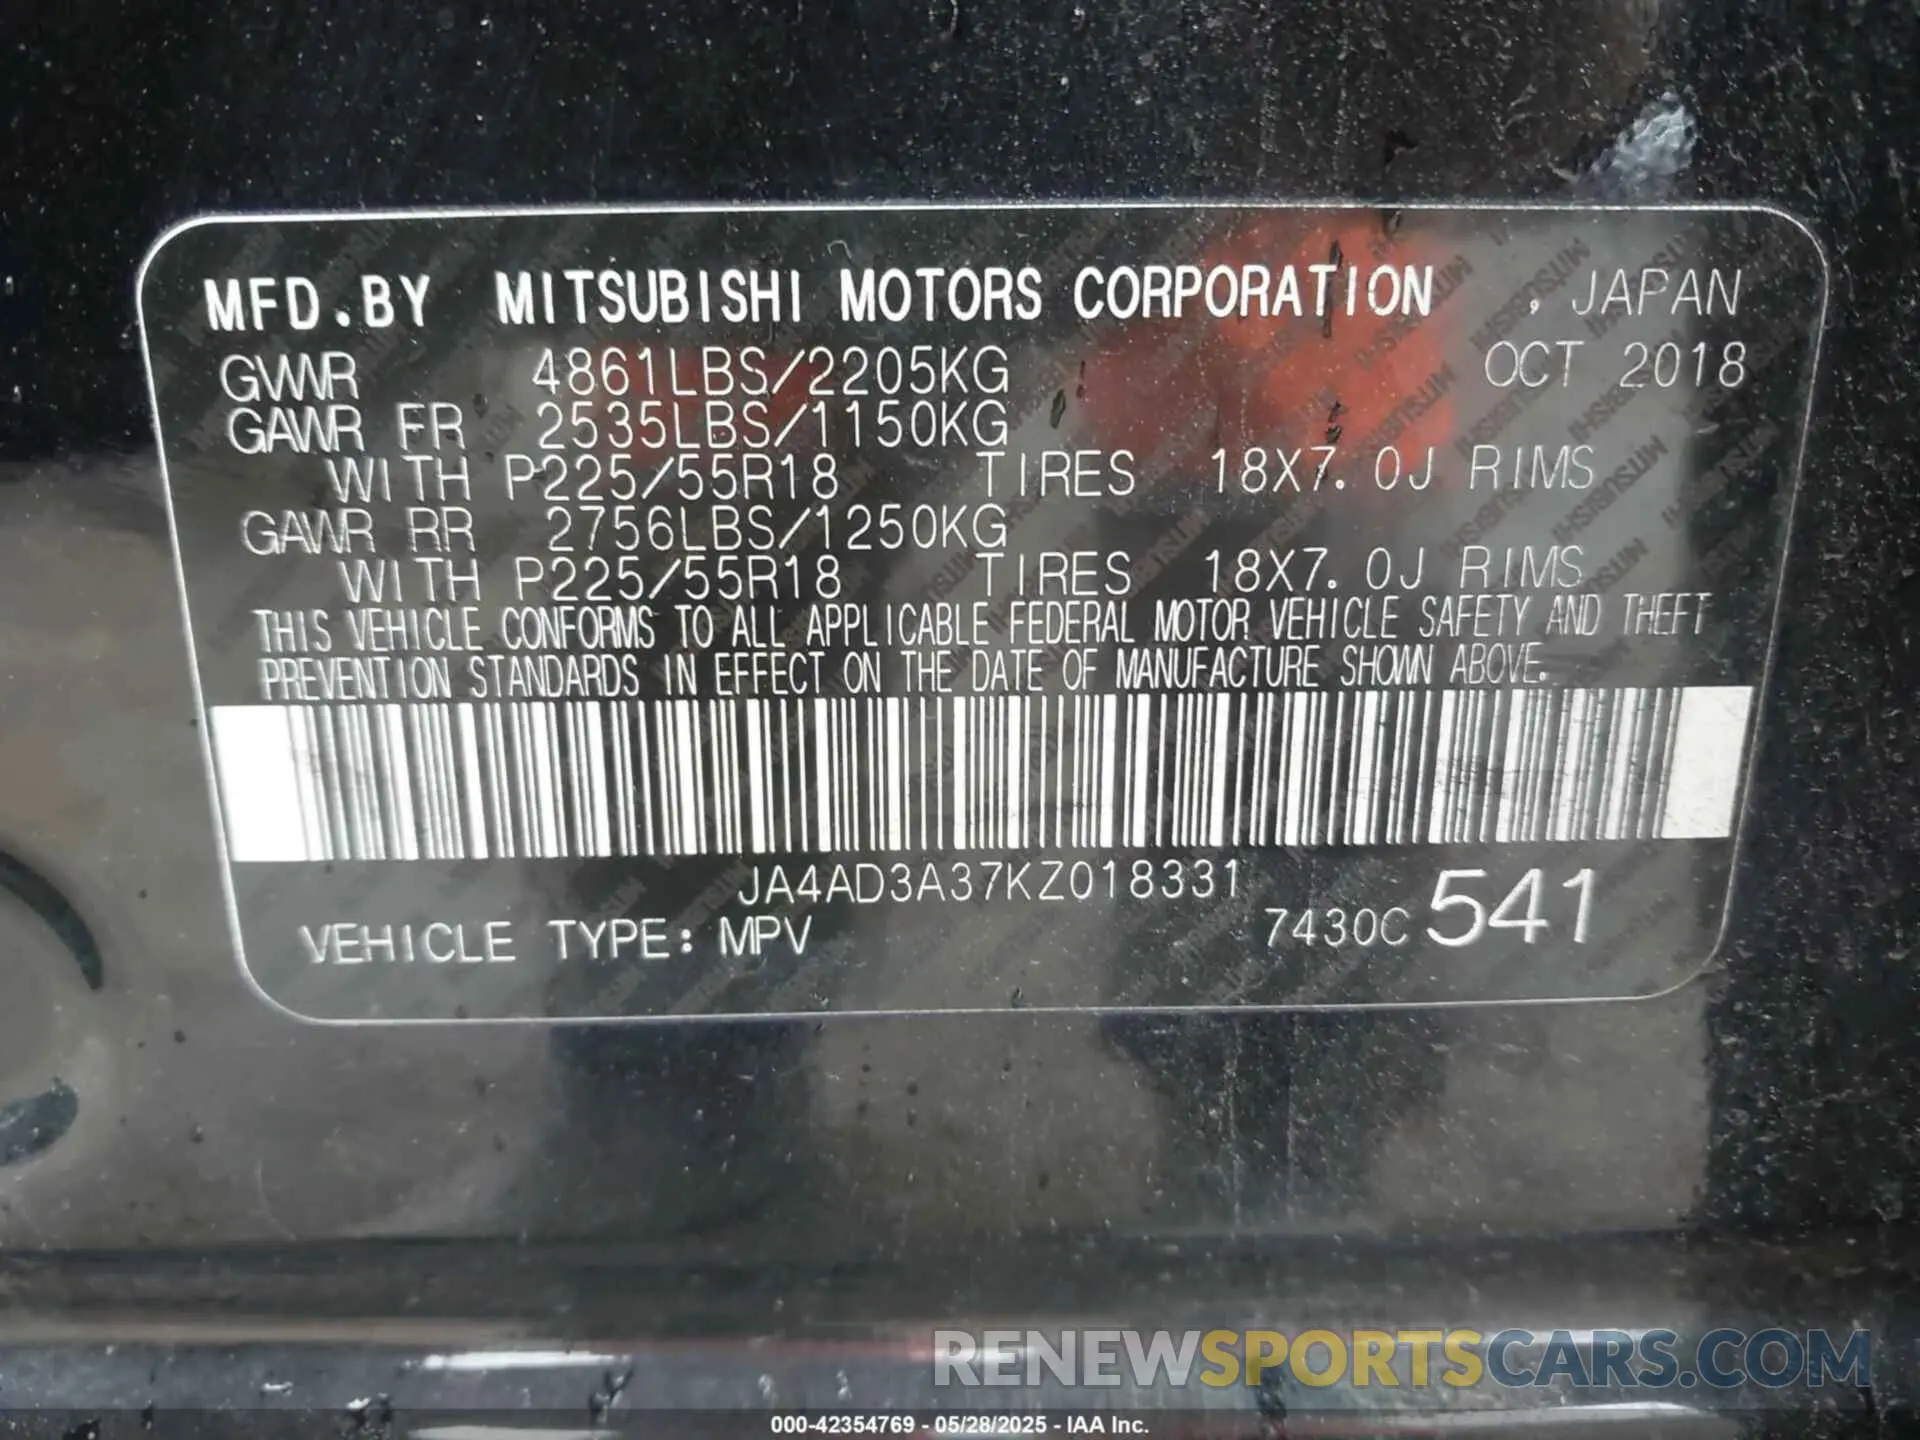 MFD.BY MITSUBISHI MOTORS CORPORATION , JAPAN
GVWR 4861LBS/2205KG OCT 2018
GAWR FR 2535LBS/1150KG
WITH P225/55R18 TIRES 18X7.0J RIMS
GAWR RR 2756LBS/1250KG
WITH P225/55R18 TIRES 18X7.0J RIMS
THIS VEHICLE CONFORMS TO ALL APPLICABLE FEDERAL MOTOR VEHICLE SAFETY AND THEFT
PREVENTION STANDARDS IN EFFECT ON THE DATE OF MANUFACTURE SHOWN ABOVE.
JA4AD3A37KZ018331
VEHICLE TYPE: MPV 7430C 541
RENEWSPORTSCARS.COM
000-42354769 - 05/28/2025 - IAA Inc.